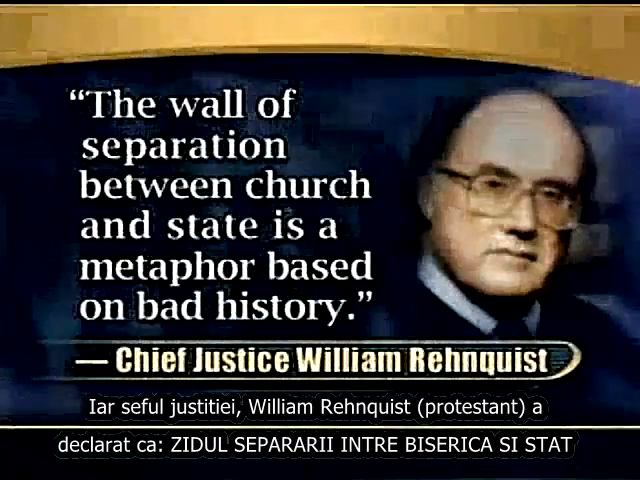 “The wall of
separation
between church
and state is a
metaphor based
on bad history.”
— Chief Justice William Rehnquist
Iar seful justitiei, William Rehnquist (protestant) a
declarat ca: ZIDUL SEPARARII INTRE BISERICA SI STAT